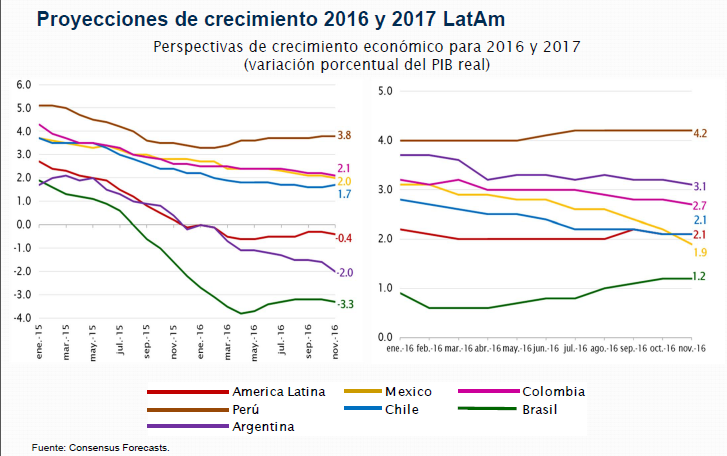 Proyecciones de crecimiento 2016 y 2017 LatAm
Perspectivas de crecimiento económico para 2016 y 2017
(variación porcentual del PIB real)
6.0
5.0
4.0
3.0
2.0
1.0
0.0
-1.0
-2.0
-3.0
-4.0
3.8
2.1
2.0
1.7
-0.4
-2.0
-3.3
ene.-15
mar.-15
may.-15
jul.-15
sep.-15
nov.-15
ene.-16
mar.-16
may.-16
jul.-16
sep.-16
nov.-16
5.0
4.0
3.0
2.0
1.0
0.0
4.2
3.1
2.7
2.1
2.1
1.9
1.2
ene.-16 feb.-16 mar.-16 abr.-16 may.-16 jun.-16 jul.-16 ago.-16 sep.-16 oct.-16 nov.-16
America Latina Mexico Colombia
Perú Chile Brasil
Argentina
Fuente: Consensus Forecasts.